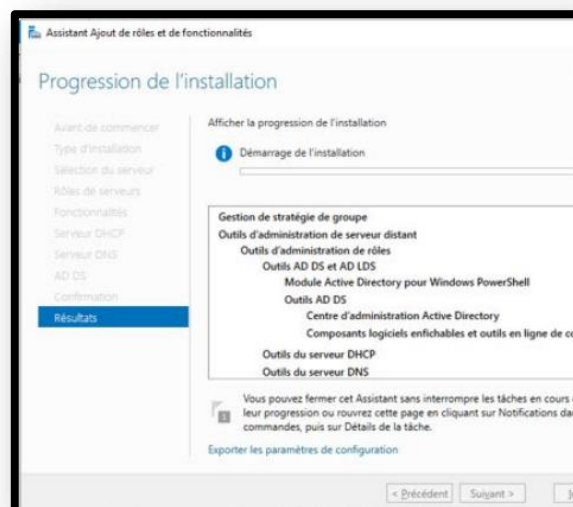 Assistant Ajout de rôles et de fonctionnalités
Progression de l'installation
Avant de commencer
Type d'installation
Sélection du serveur
Rôles de serveurs
Fonctionnalités
Serveur DHCP
Serveur DNS
AD DS
Confirmation
Résultats
Afficher la progression de l'installation
Démarrage de l'installation
Gestion de stratégie de groupe
Outils d'administration de serveur distant
Outils d'administration de rôles
Outils AD DS et AD LDS
Module Active Directory pour Windows PowerShell
Outils AD DS
Centre d'administration Active Directory
Composants logiciels enfichables et outils en ligne de
Outils du serveur DHCP
Outils du serveur DNS
Vous pouvez fermer cet Assistant sans interrompre les tâches en cours
leur progression ou rouvrez cette page en cliquant sur Notifications
commandes, puis sur Détails de la tâche.
Exporter les paramètres de configuration
< Précédent
Suivant >